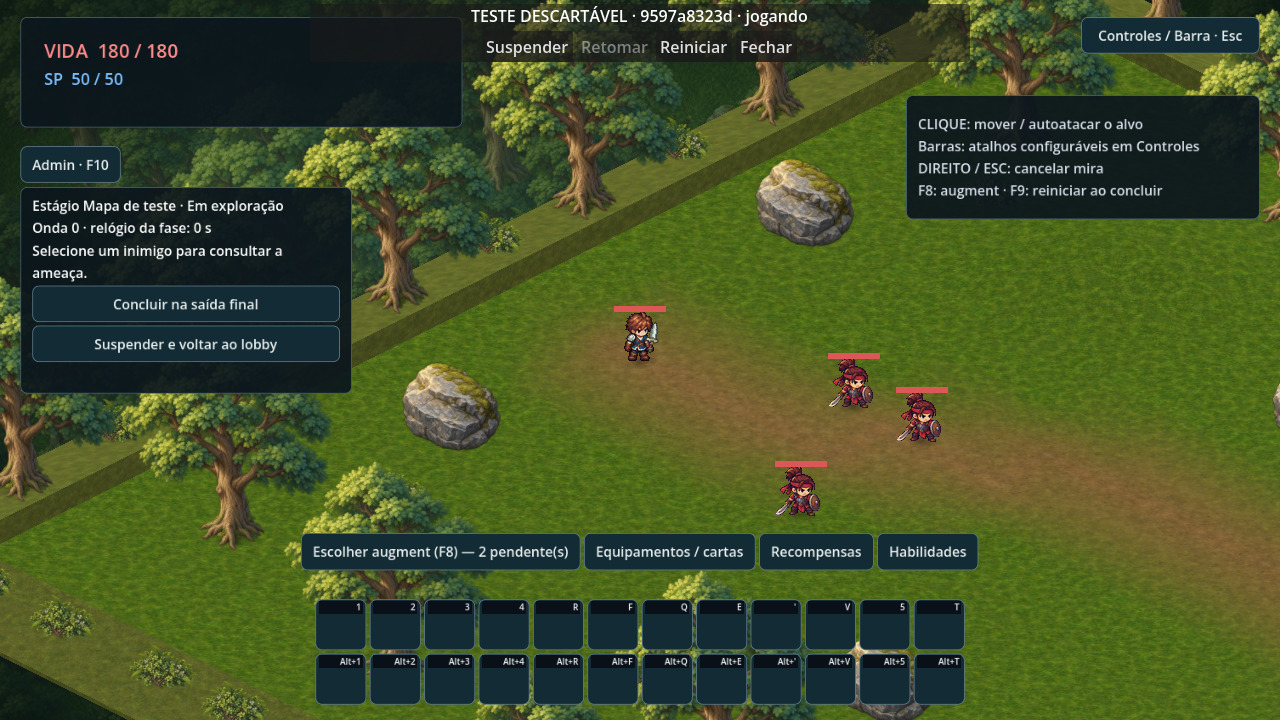 TESTE DESCARTÁVEL · 9597a8323d · jogando
Suspender Retomar Reiniciar Fechar
VIDA 180 / 180
SP 50 / 50
Controles / Barra · Esc
CLIQUE: mover / autoatacar o alvo
Barras: atalhos configuráveis em Controles
DIREITO / ESC: cancelar mira
F8: augment · F9: reiniciar ao concluir
Admin · F10
Estágio Mapa de teste · Em exploração
Onda 0 · relógio da fase: 0 s
Selecione um inimigo para consultar a
ameaça.
Concluir na saída final
Suspender e voltar ao lobby
Escolher augment (F8) — 2 pendente(s) Equipamentos / cartas Recompensas Habilidades
1 2 3 4 R F Q E ' V 5 T
Alt+1 Alt+2 Alt+3 Alt+4 Alt+R Alt+F Alt+Q Alt+E Alt+' Alt+V Alt+5 Alt+T